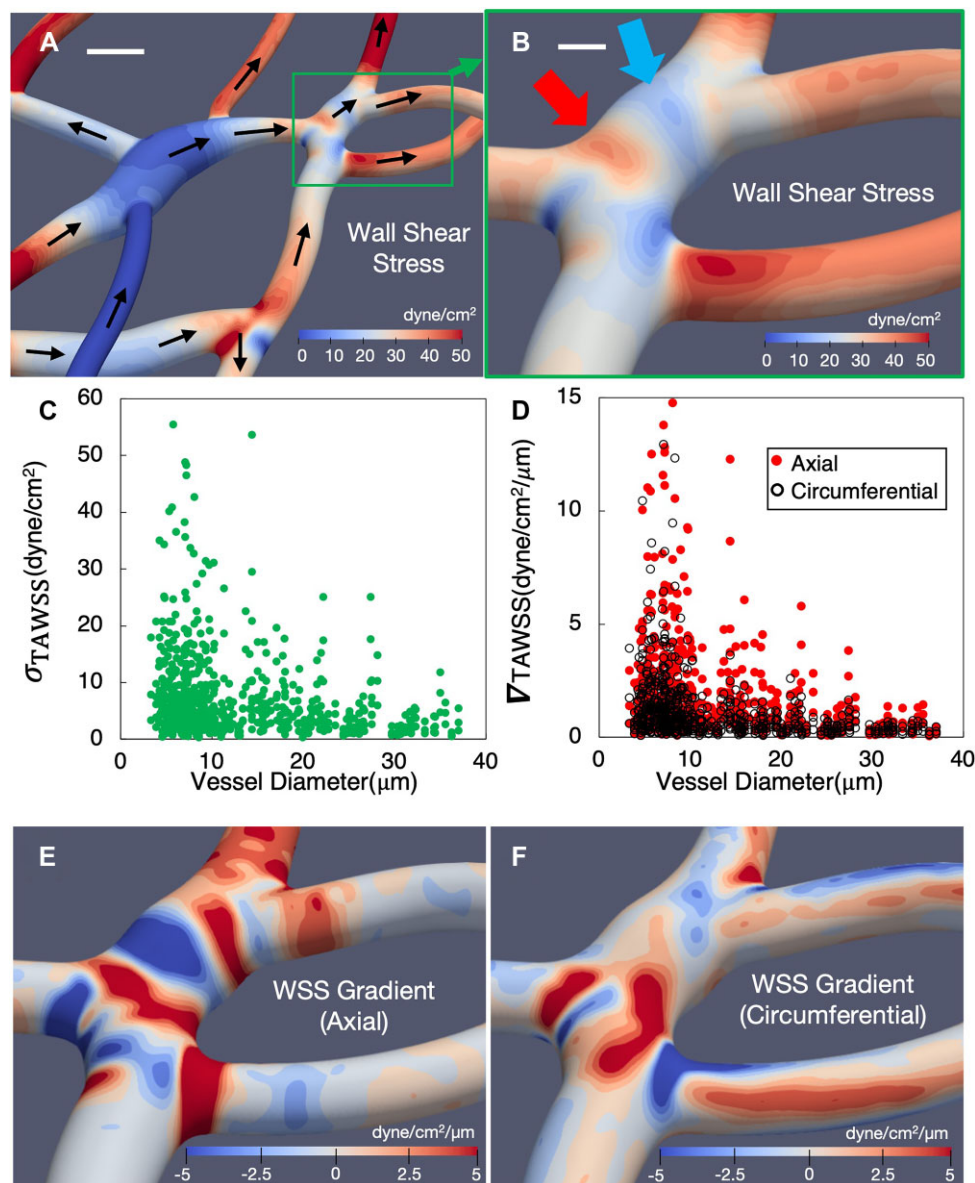 A
B
Wall Shear
Stress
dyne/cm²
0 10 20 30 40 50
Wall Shear Stress
dyne/cm²
0 10 20 30 40 50
C
60
50
40
30
20
10
0
σTAWSS(dyne/cm²)
0 10 20 30 40
Vessel Diameter(μm)
D
15
10
5
0
∇TAWSS(dyne/cm²/μm)
Axial
Circumferential
0 10 20 30 40
Vessel Diameter(μm)
E
WSS Gradient
(Axial)
dyne/cm²/μm
-5 -2.5 0 2.5 5
F
WSS Gradient
(Circumferential)
dyne/cm²/μm
-5 -2.5 0 2.5 5